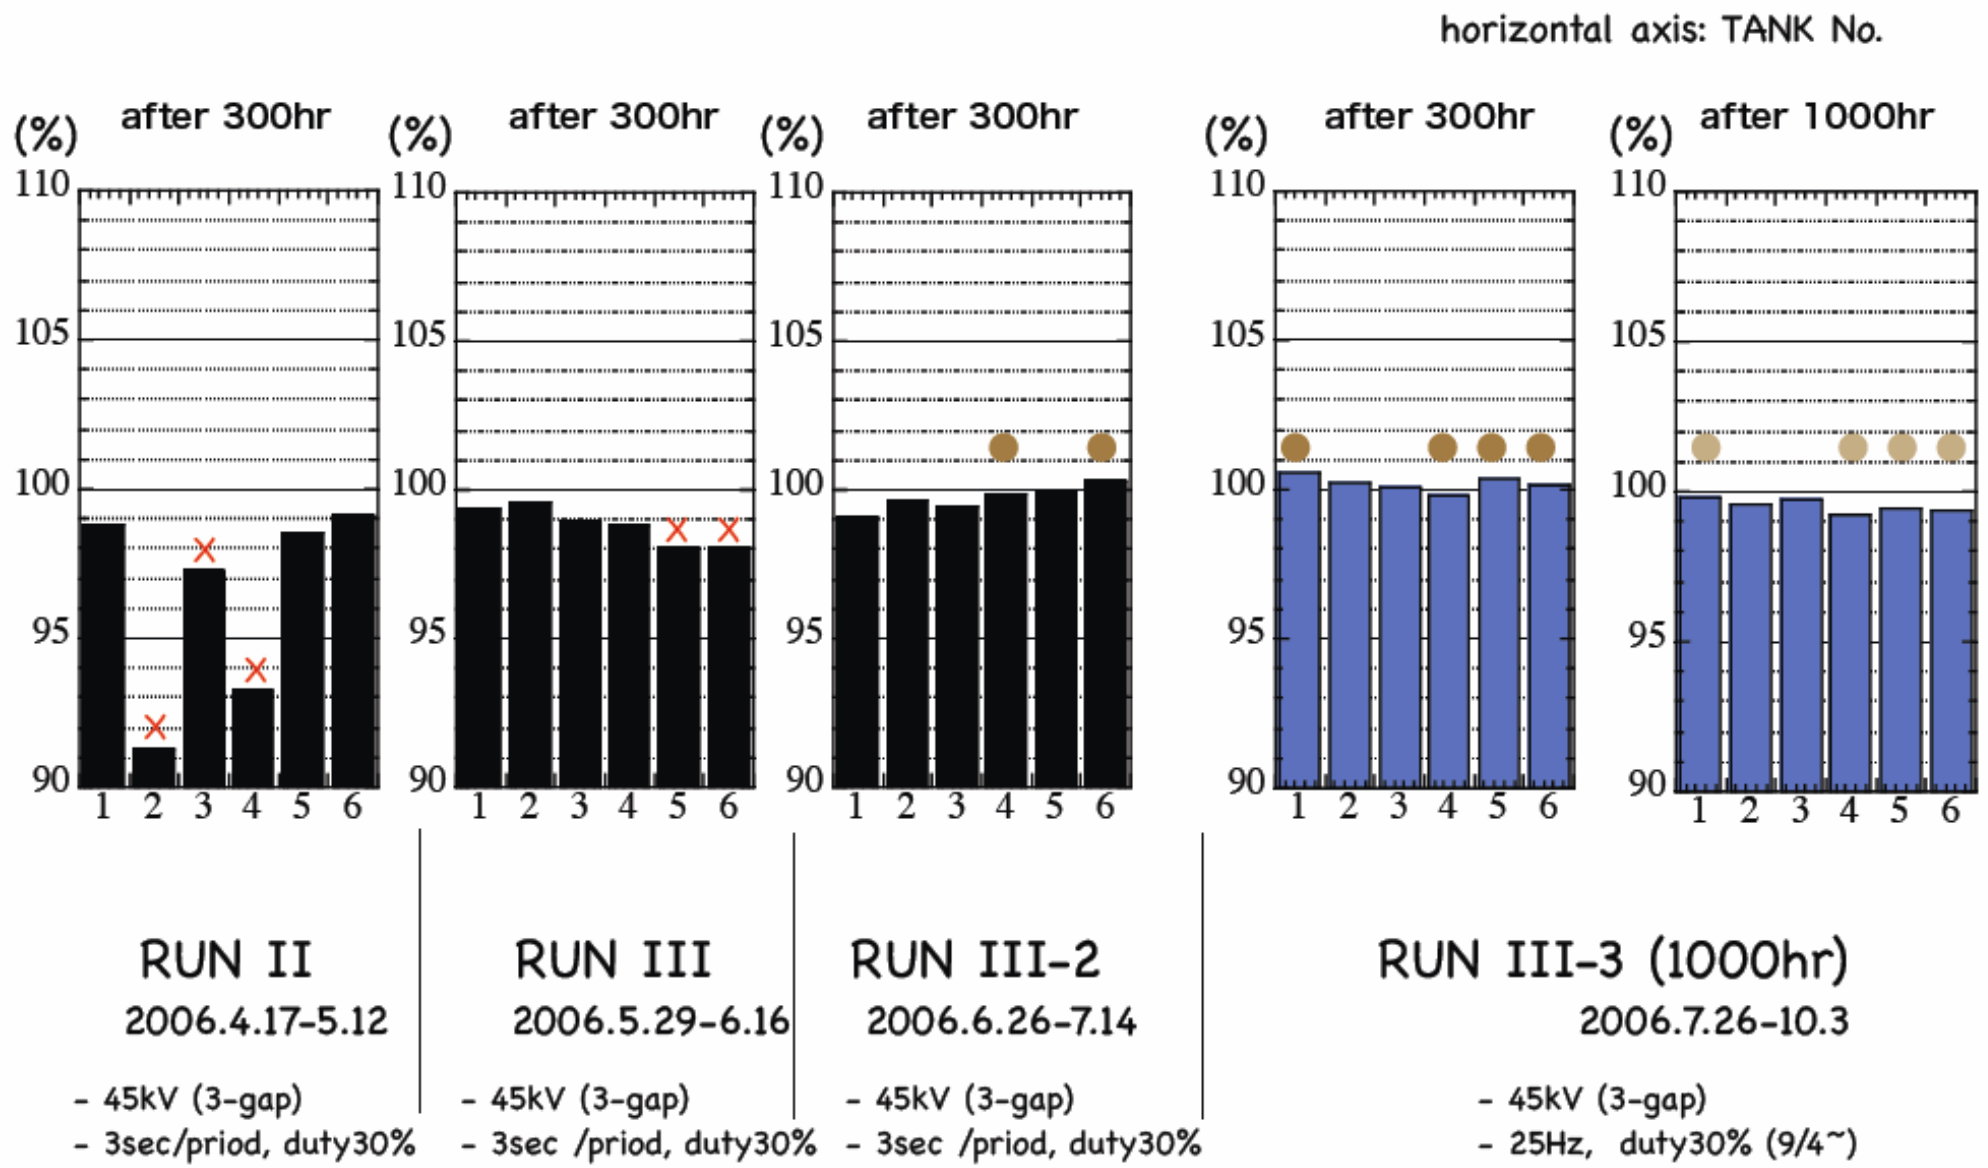 horizontal axis: TANK No.
(%) after 300hr (%) after 300hr (%) after 300hr (%) after 300hr (%) after 1000hr
110 110 110 110 110
105 105 105 105 105
100 100 100 100 100
95 95 95 95 95
90 90 90 90 90
1 2 3 4 5 6 1 2 3 4 5 6 1 2 3 4 5 6 1 2 3 4 5 6 1 2 3 4 5 6
RUN II RUN III RUN III-2 RUN III-3 (1000hr)
2006.4.17-5.12 2006.5.29-6.16 2006.6.26-7.14 2006.7.26-10.3
- 45kV (3-gap) - 45kV (3-gap) - 45kV (3-gap) - 45kV (3-gap)
- 3sec/priod, duty30% - 3sec /priod, duty30% - 3sec /priod, duty30% - 25Hz, duty30% (9/4~)